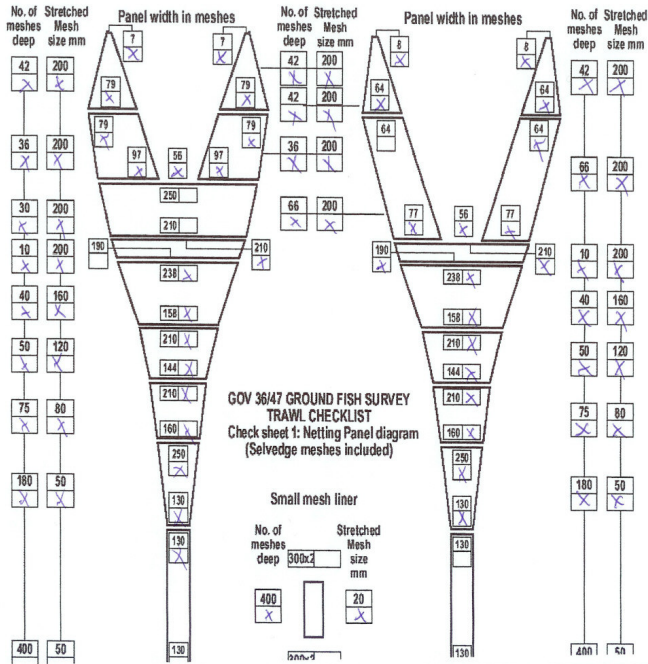 No. of Stretched
meshes Mesh
deep size mm
Panel width in meshes
No. of Stretched
meshes Mesh
deep size mm
Panel width in meshes
No. of Stretched
meshes Mesh
deep size mm
7 7 8 8
42 200 42 200 42 200
79 79 42 200 64 64
79 79 64 64
36 200 97 56 97 36 200
66 200
250 66 200
30 200 210 77 56 77
190 210 190 210
10 200 238 238 10 200
40 160 158 158 40 160
50 120 210 210 50 120
144 144
75 80 210 210 75 80
160 160
GOV 36/47 GROUND FISH SURVEY
TRAWL CHECKLIST
Check sheet 1: Netting Panel diagram
(Selvedge meshes included)
250 250
180 50 130 130 180 50
Small mesh liner
130 130
No. of
meshes
deep
300x2
Stretched
Mesh
size
mm
400 20
300x2
400 50 130 130 400 50